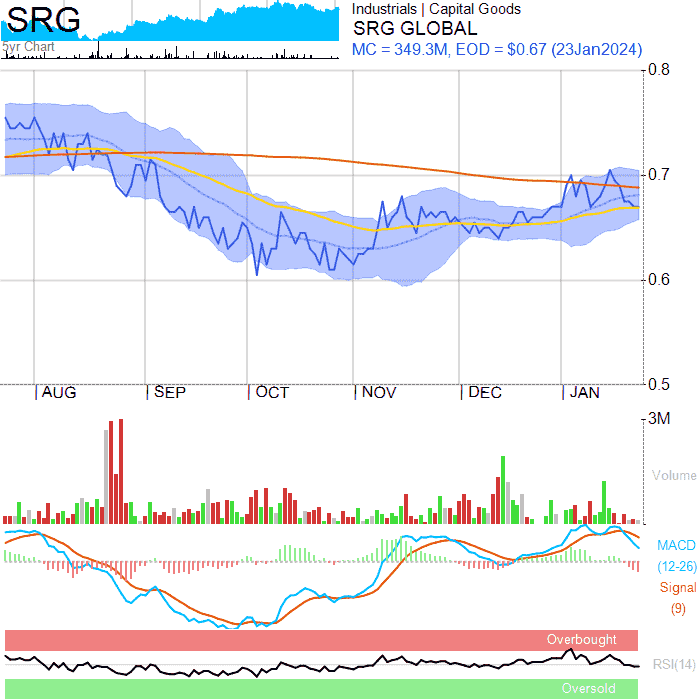 SRG
5yr Chart
Industrials | Capital Goods
SRG GLOBAL
MC = 349.3M, EOD = $0.67 (23Jan2024)
0.8
0.7
0.6
0.5
AUG SEP OCT NOV DEC JAN
3M
Volume
MACD
(12-26)
Signal
(9)
Overbought
RSI(14)
Oversold